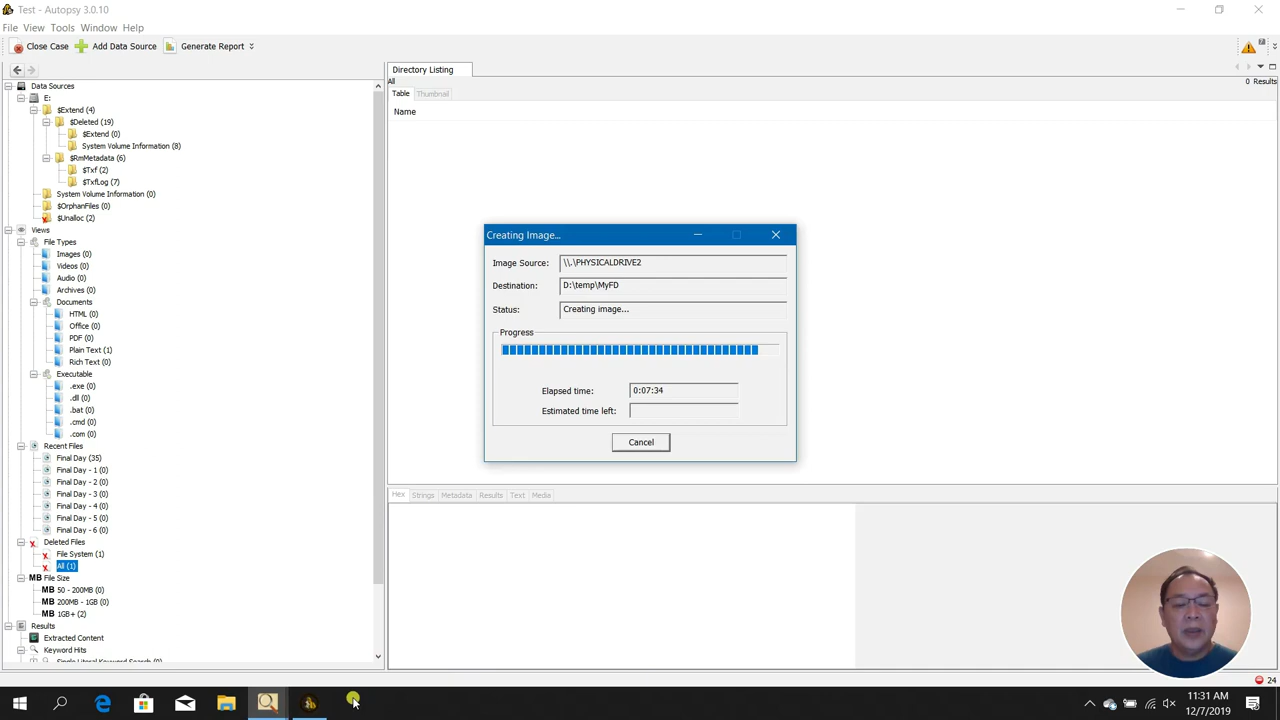 Test - Autopsy 3.0.10
File View Tools Window Help
Close Case Add Data Source Generate Report
Directory Listing
All
0 Results
Table Thumbnail
Name
Data Sources
E:
$Extend (4)
$Deleted (19)
$Extend (0)
System Volume Information (8)
$RmMetadata (6)
$Txf (2)
$TxfLog (7)
System Volume Information (0)
$OrphanFiles (0)
$Unalloc (2)
Views
File Types
Images (0)
Videos (0)
Audio (0)
Archives (0)
Documents
HTML (0)
Office (0)
PDF (0)
Plain Text (1)
Rich Text (0)
Executable
.exe (0)
.dll (0)
.bat (0)
.cmd (0)
.com (0)
Recent Files
Final Day (35)
Final Day - 1 (0)
Final Day - 2 (0)
Final Day - 3 (0)
Final Day - 4 (0)
Final Day - 5 (0)
Final Day - 6 (0)
Deleted Files
File System (1)
All (1)
MB File Size
MB 50 - 200MB (0)
MB 200MB - 1GB (0)
MB 1GB+ (2)
Results
Extracted Content
Keyword Hits
Single Literal Keyword Search (0)
Creating Image...
Image Source: \\.\PHYSICALDRIVE2
Destination: D:\temp\MyFD
Status: Creating image...
Progress
Elapsed time: 0:07:34
Estimated time left:
Cancel
Hex Strings Metadata Results Text Media
24
11:31 AM
12/7/2019